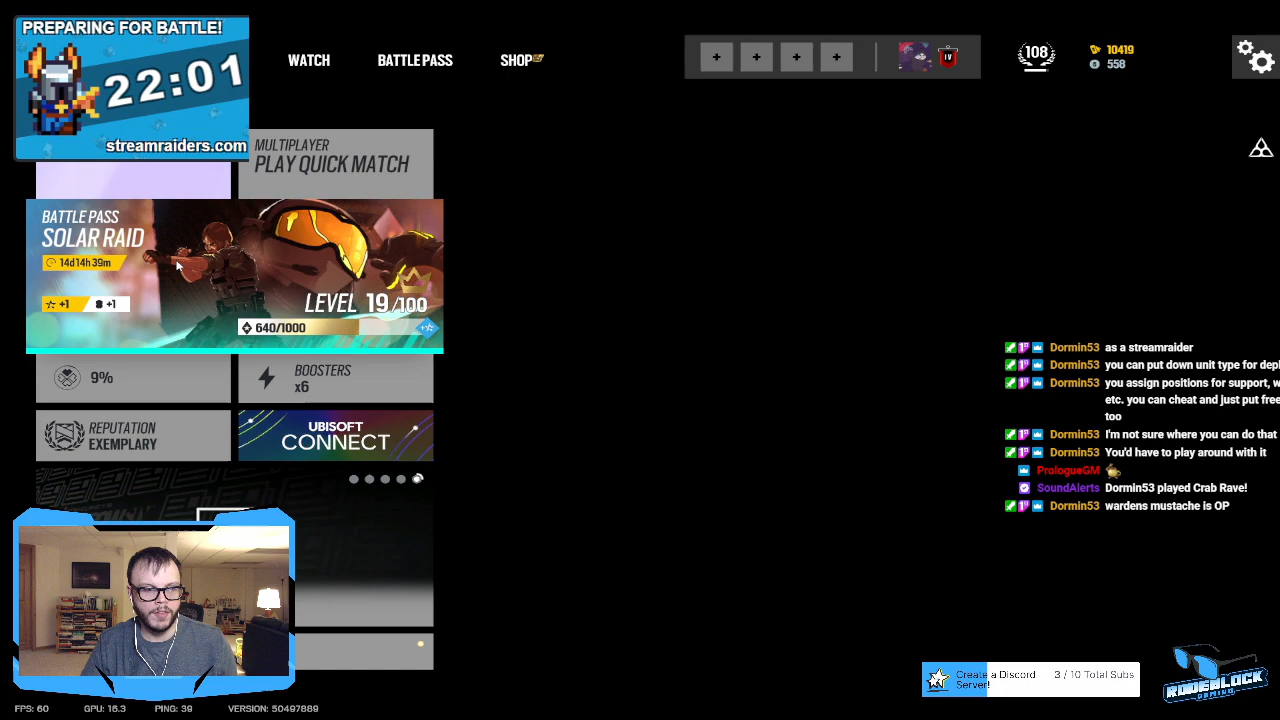 PREPARING FOR BATTLE!
22:01
streamraiders.com
WATCH
BATTLE PASS
SHOP
+ + + +
IV
108
10419
558
MULTIPLAYER
PLAY QUICK MATCH
BATTLE PASS
SOLAR RAID
14d 14h 39m
+1
+1
LEVEL 19/100
640/1000
9%
BOOSTERS
x6
REPUTATION
EXEMPLARY
UBISOFT
CONNECT
Dormin53 as a streamraider
Dormin53 you can put down unit type for depl
Dormin53 you assign positions for support, w
etc. you can cheat and just put free
too
Dormin53 I'm not sure where you can do that
Dormin53 You'd have to play around with it
PrologueGM
SoundAlerts Dormin53 played Crab Rave!
Dormin53 wardens mustache is OP
Create a Discord
Server!
3 / 10 Total Subs
RODEBLOCK
GAMING
FPS: 60
GPU: 16.3
PING: 39
VERSION: 50497889